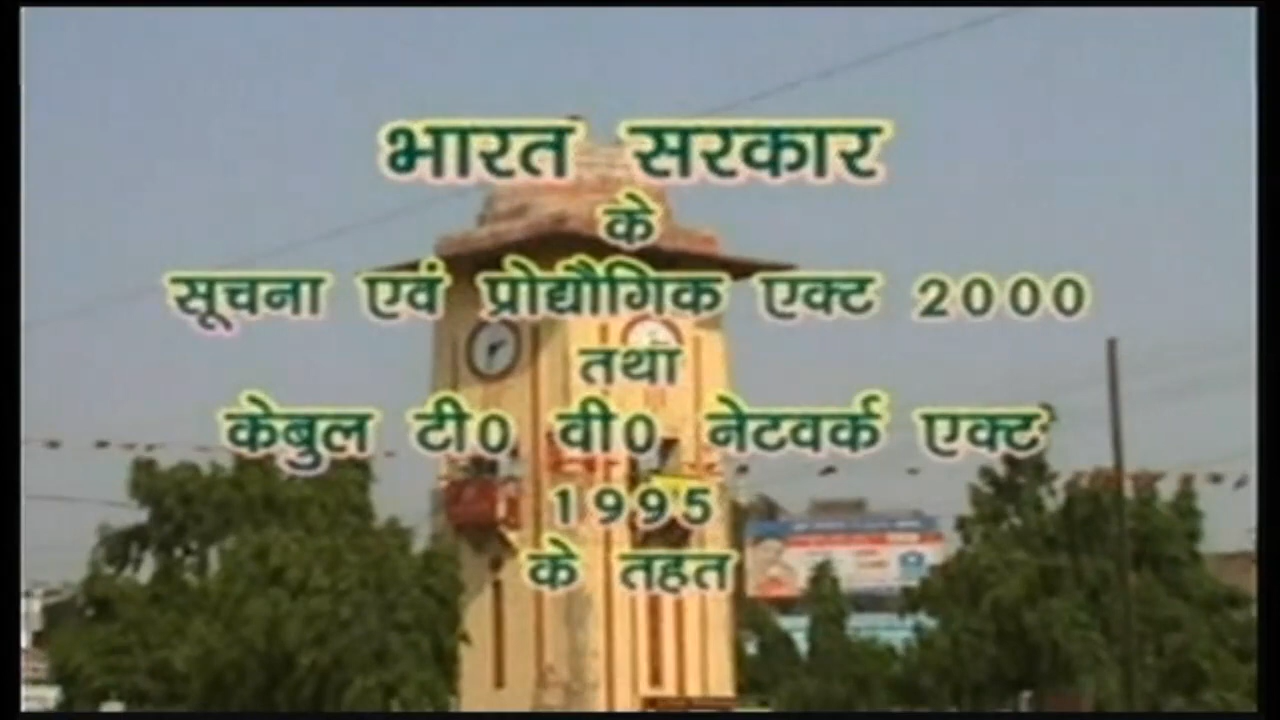 भारत सरकार
के
सूचना एवं प्रोद्यौगिक एक्ट 2000
तथा
केबुल टी0 वी0 नेटवर्क एक्ट
1995
के तहत